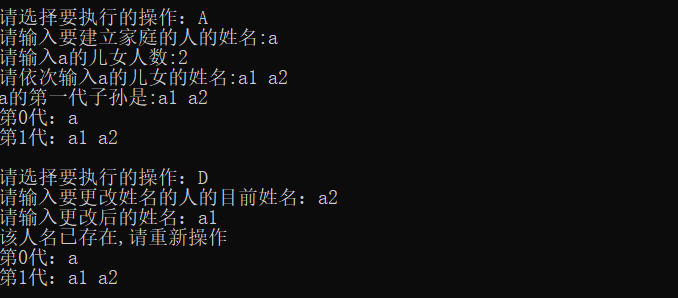 请选择要执行的操作: A
请输入要建立家庭的人的姓名:a
请输入a的儿女人数:2
请依次输入a的儿女的姓名:a1 a2
a的第一代子孙是:a1 a2
第0代: a
第1代: a1 a2
请选择要执行的操作: D
请输入要更改姓名的人的目前姓名: a2
请输入更改后的姓名: a1
该人名已存在,请重新操作
第0代: a
第1代: a1 a2